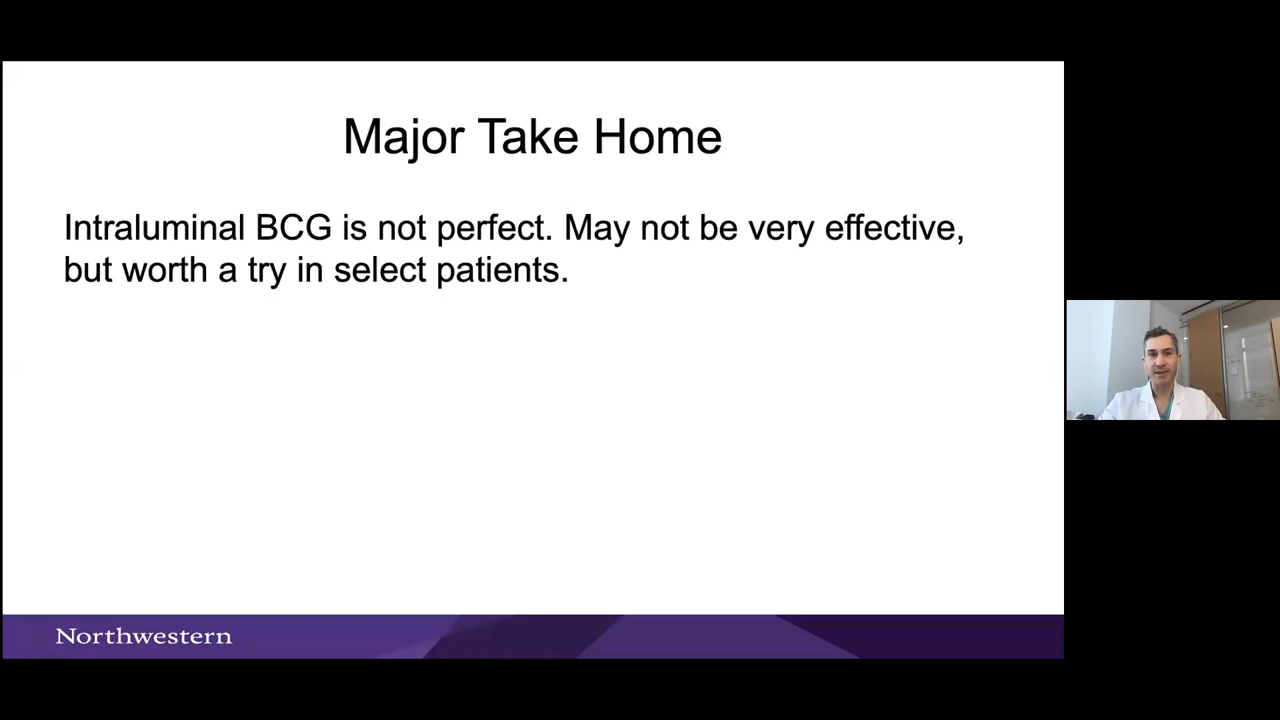 Major Take Home
Intraluminal BCG is not perfect. May not be very effective,
but worth a try in select patients.
Northwestern